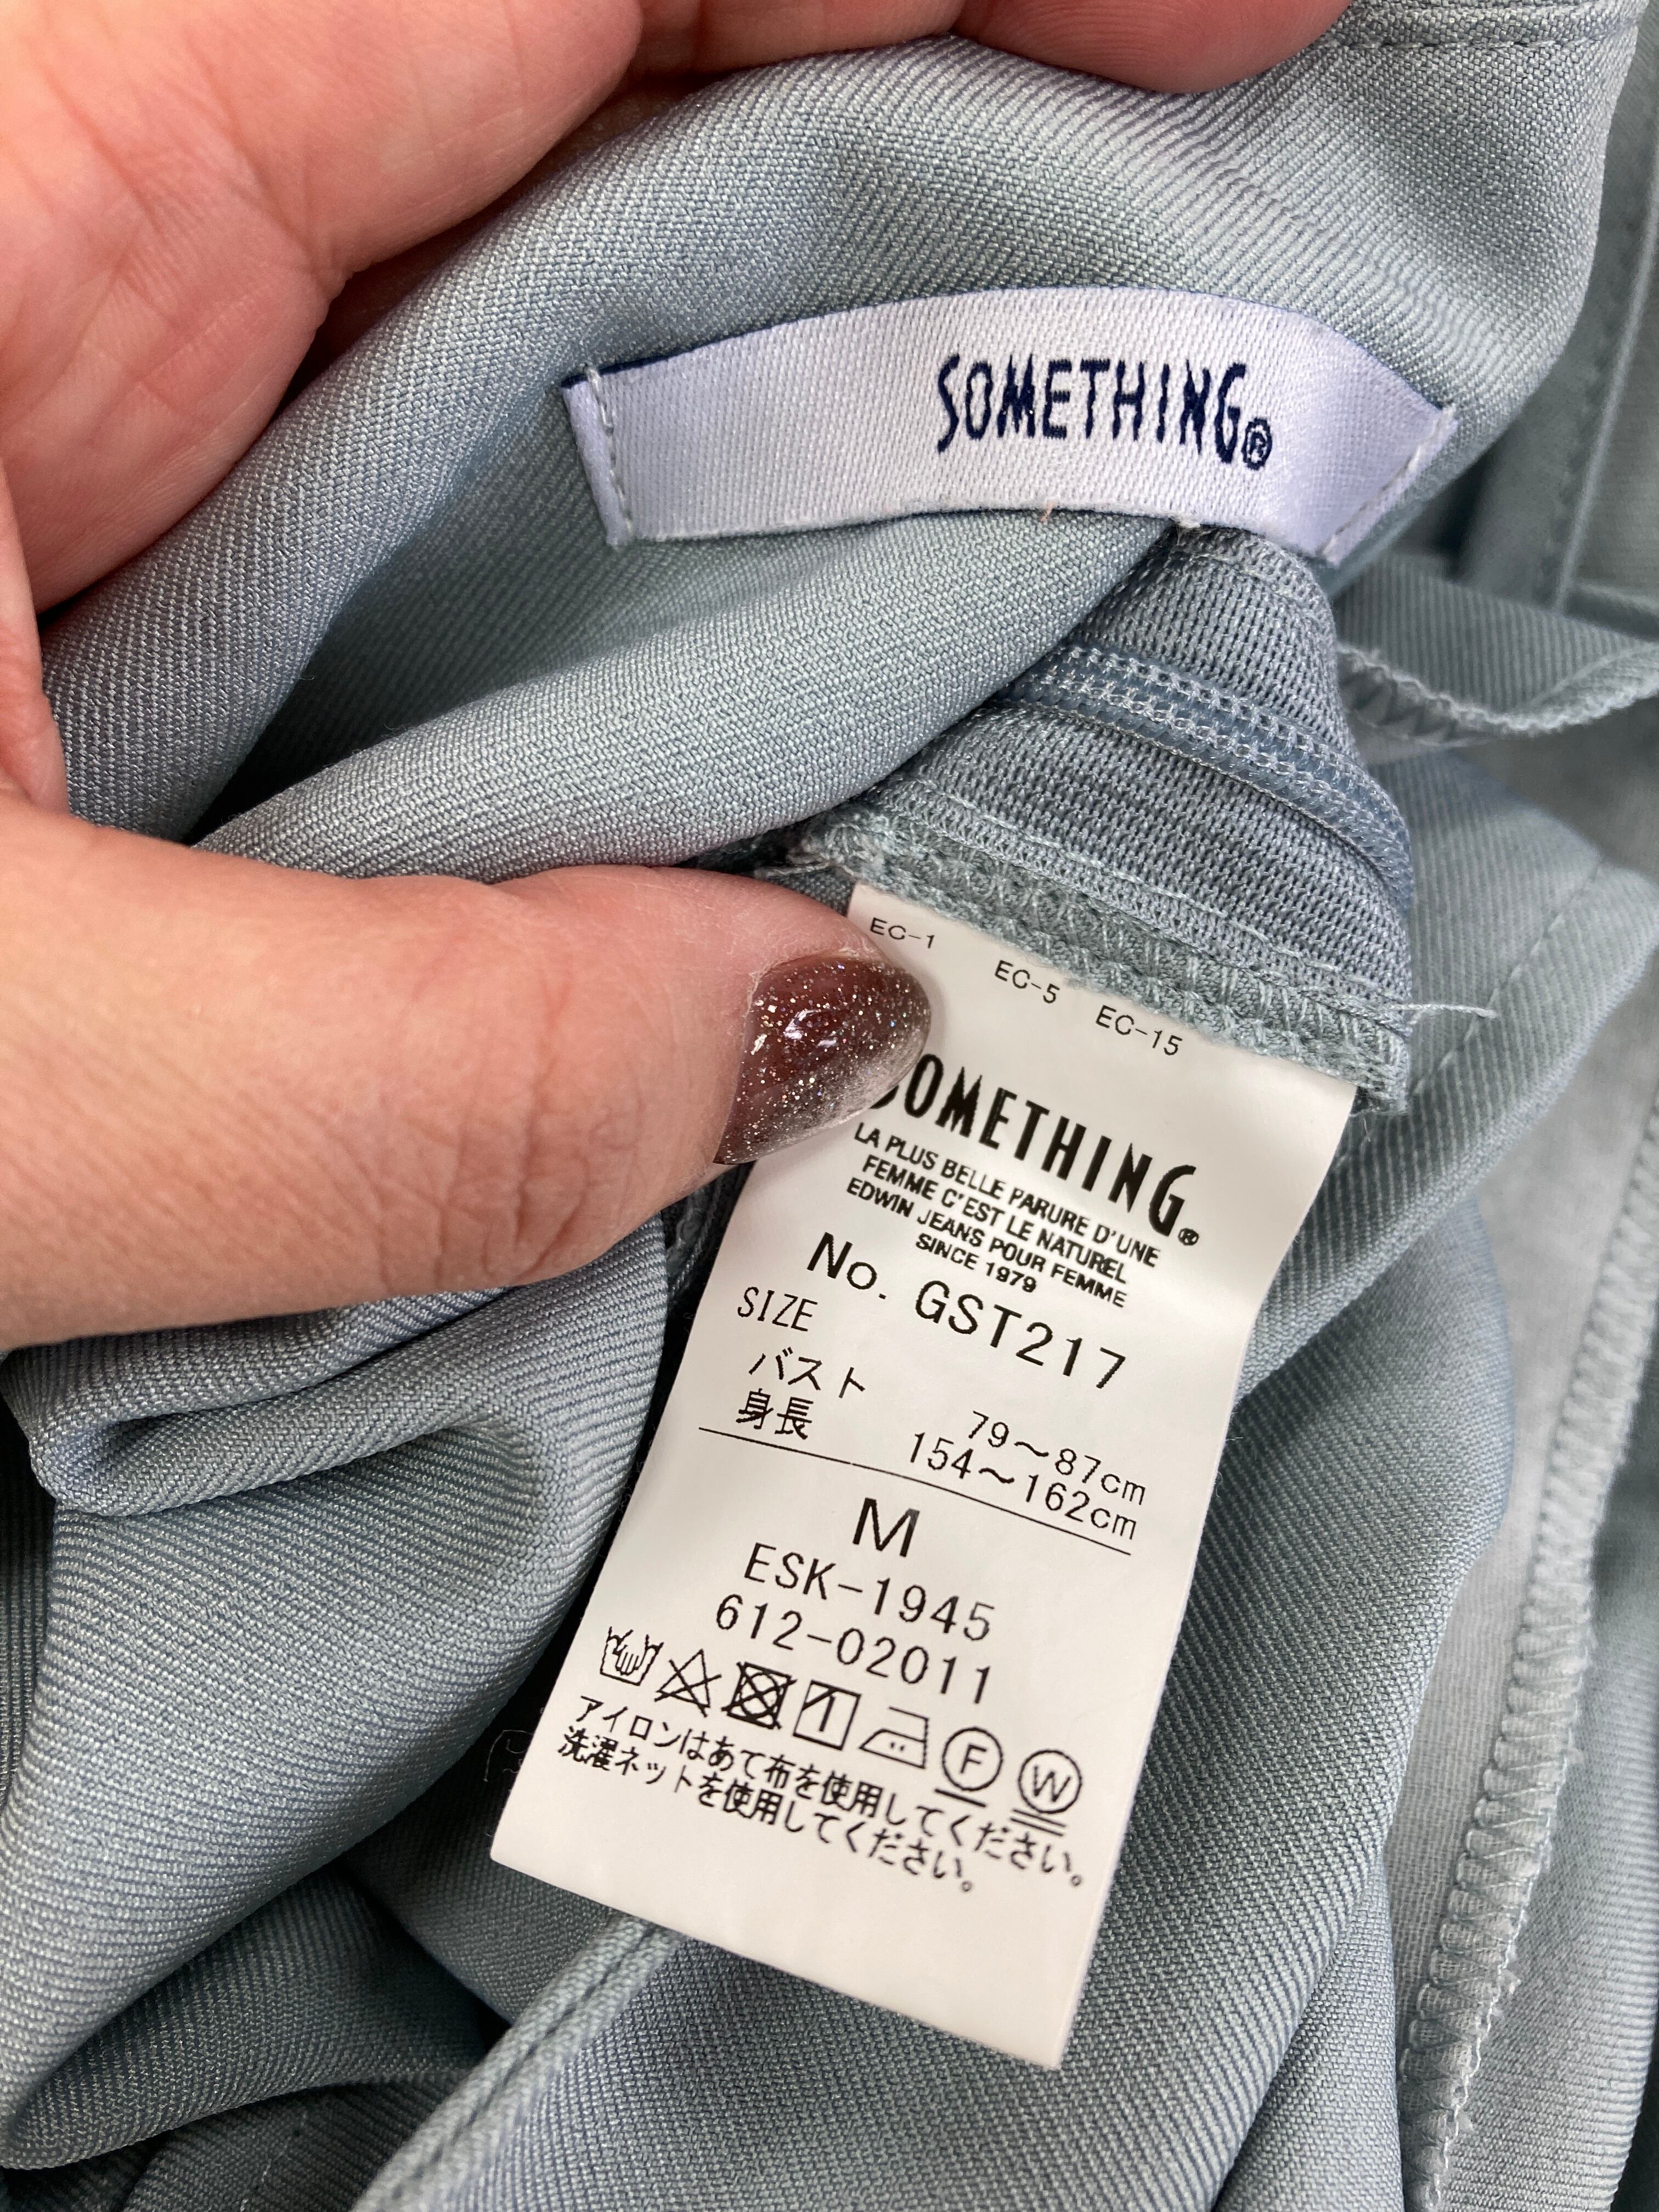 SOMETHING®
EC-1
EC-5 EC-15
SOMETHING®
LA PLUS BELLE PARURE D'UNE
FEMME C'EST LE NATUREL
EDWIN JEANS POUR FEMME
SINCE 1979
No. GST217
SIZE
バスト 79～87cm
身長 154～162cm
M
ESK-1945
612-02011
F W
アイロンはあて布を使用してください。
洗濯ネットを使用してください。